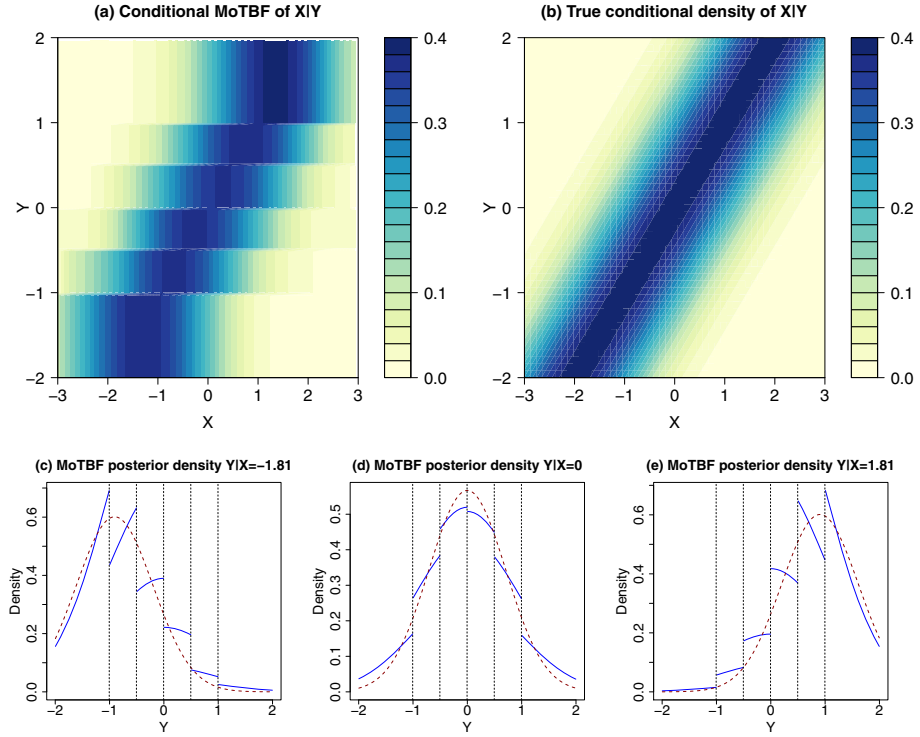 (a) Conditional MoTBF of X|Y
2
1
0
−1
−2
Y
−3 −2 −1 0 1 2 3
X
0.4
0.3
0.2
0.1
0.0
(b) True conditional density of X|Y
2
1
0
−1
−2
Y
−3 −2 −1 0 1 2 3
X
0.4
0.3
0.2
0.1
0.0
(c) MoTBF posterior density Y|X=−1.81
0.6
0.4
0.2
0.0
Density
−2 −1 0 1 2
Y
(d) MoTBF posterior density Y|X=0
0.5
0.4
0.3
0.2
0.1
0.0
Density
−2 −1 0 1 2
Y
(e) MoTBF posterior density Y|X=1.81
0.6
0.4
0.2
0.0
Density
−2 −1 0 1 2
Y